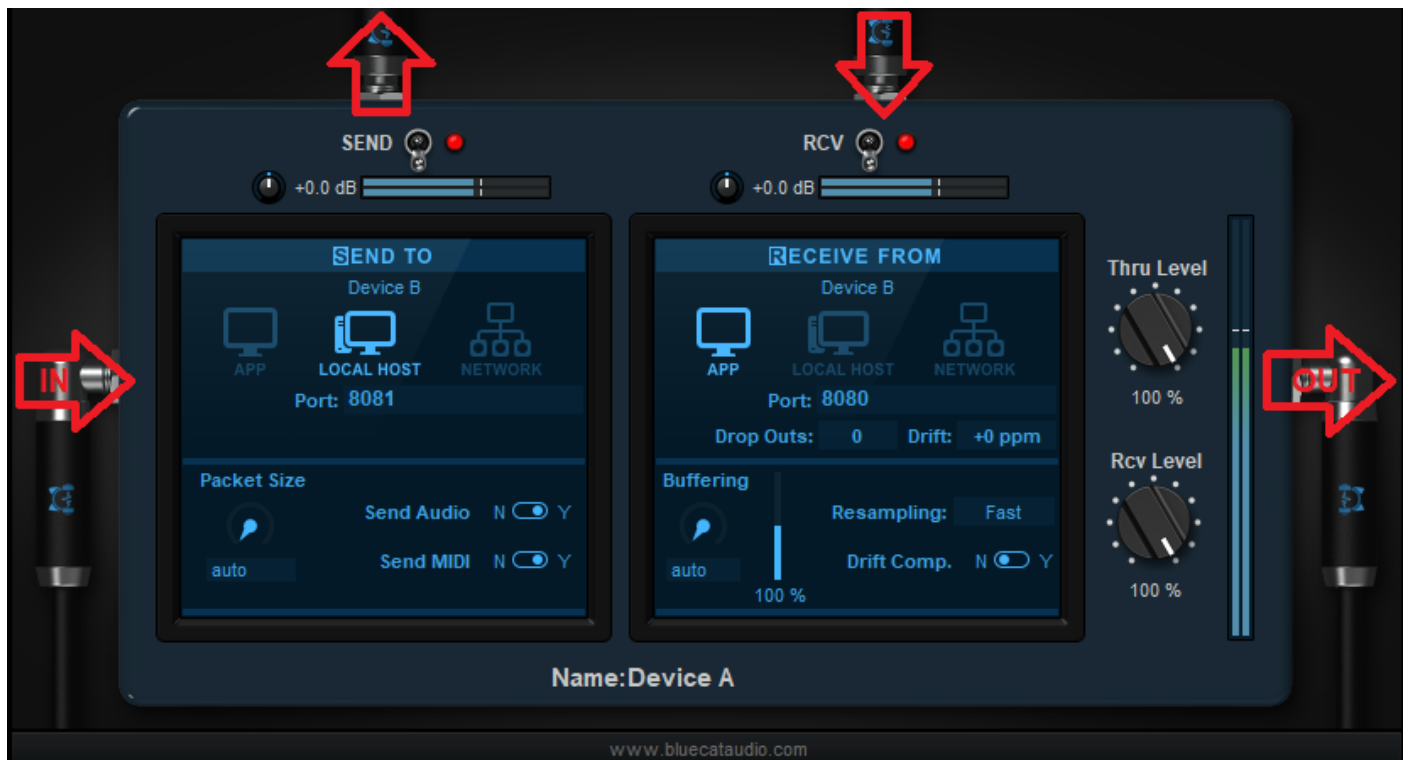 SEND
RCV
+0.0 dB
+0.0 dB
SEND TO
Device B
APP
LOCAL HOST
NETWORK
Port: 8081
Packet Size
auto
Send Audio N Y
Send MIDI N Y
RECEIVE FROM
Device B
APP
LOCAL HOST
NETWORK
Port: 8080
Drop Outs: 0 Drift: +0 ppm
Buffering
auto
100 %
Resampling: Fast
Drift Comp. N Y
Thru Level
100 %
Rcv Level
100 %
IN
OUT
Name:Device A
www.bluecataudio.com